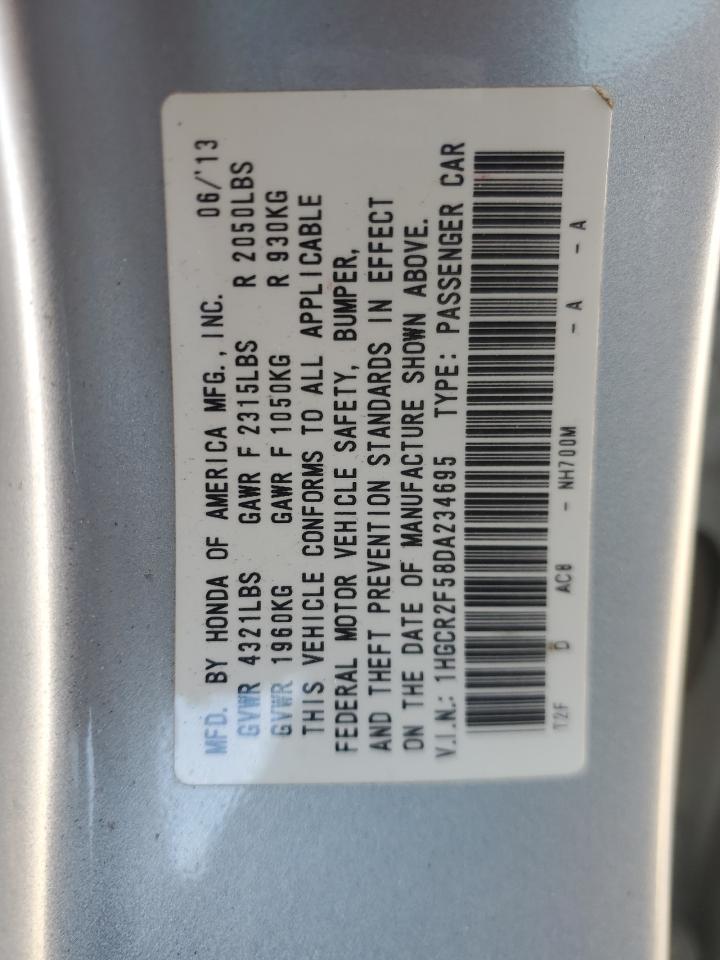 MFD. BY HONDA OF AMERICA MFG., INC. 06/'13
GVWR 4321LBS GAWR F 2315LBS R 2050LBS
GVWR 1960KG GAWR F 1050KG R 930KG
THIS VEHICLE CONFORMS TO ALL APPLICABLE
FEDERAL MOTOR VEHICLE SAFETY, BUMPER,
AND THEFT PREVENTION STANDARDS IN EFFECT
ON THE DATE OF MANUFACTURE SHOWN ABOVE.
V.I.N.: 1HGCR2F58DA234695 TYPE: PASSENGER CAR
T2F D AC8 - NH700M - A - A